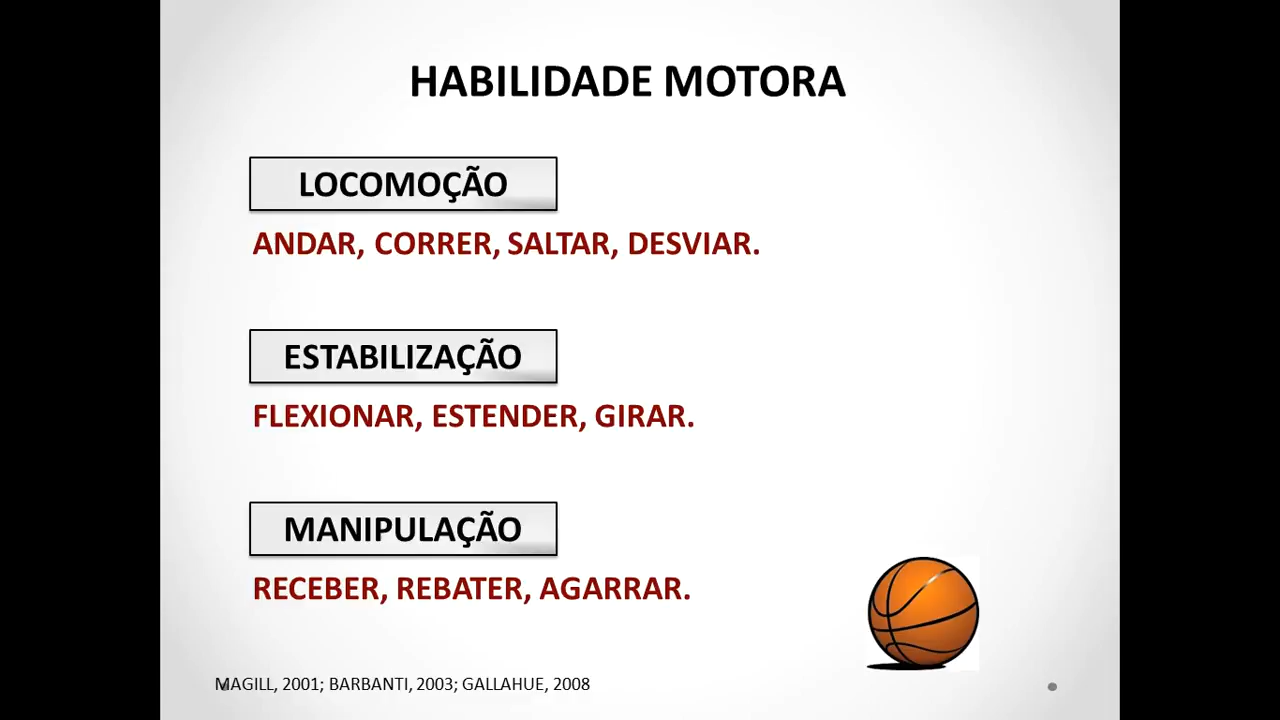 HABILIDADE MOTORA
LOCOMOÇÃO
ANDAR, CORRER, SALTAR, DESVIAR.
ESTABILIZAÇÃO
FLEXIONAR, ESTENDER, GIRAR.
MANIPULAÇÃO
RECEBER, REBATER, AGARRAR.
MAGILL, 2001; BARBANTI, 2003; GALLAHUE, 2008